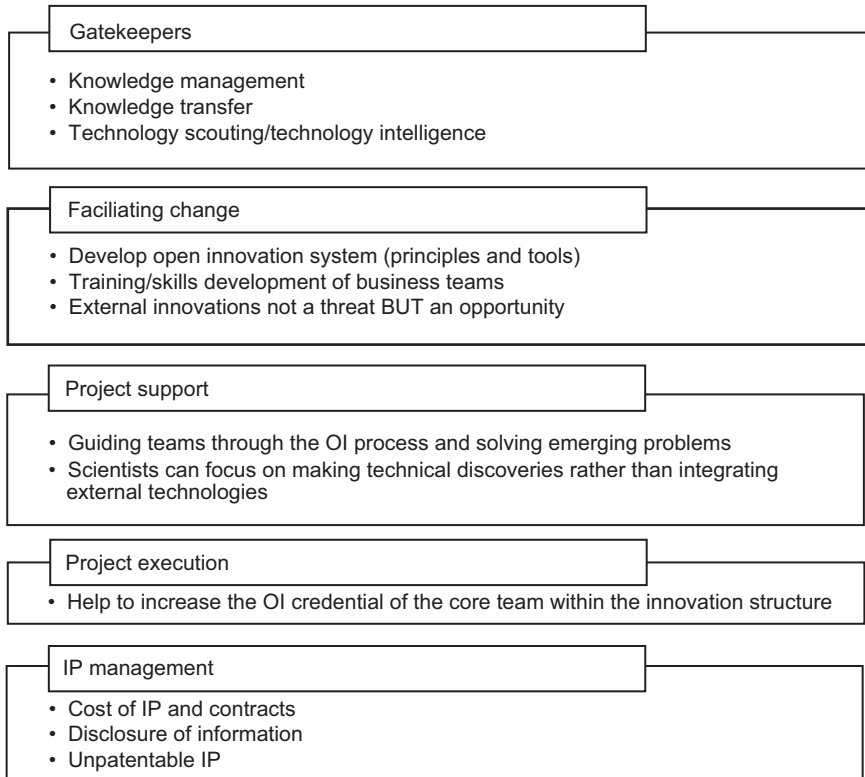 Gatekeepers
• Knowledge management
• Knowledge transfer
• Technology scouting/technology intelligence
Faciliating change
• Develop open innovation system (principles and tools)
• Training/skills development of business teams
• External innovations not a threat BUT an opportunity
Project support
• Guiding teams through the OI process and solving emerging problems
• Scientists can focus on making technical discoveries rather than integrating
external technologies
Project execution
• Help to increase the OI credential of the core team within the innovation structure
IP management
• Cost of IP and contracts
• Disclosure of information
• Unpatentable IP